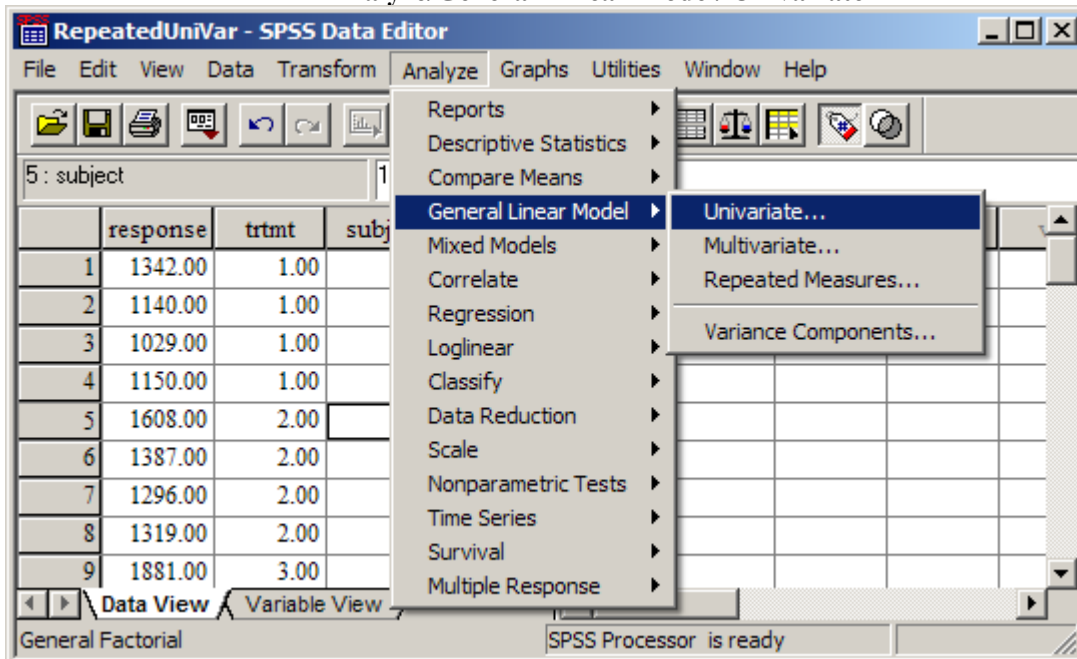 RepeatedUniVar - SPSS Data Editor
File Edit View Data Transform Analyze Graphs Utilities Window Help
5 : subject 1
response trtmt subj
1 1342.00 1.00
2 1140.00 1.00
3 1029.00 1.00
4 1150.00 1.00
5 1608.00 2.00
6 1387.00 2.00
7 1296.00 2.00
8 1319.00 2.00
9 1881.00 3.00
Reports
Descriptive Statistics
Compare Means
General Linear Model
Mixed Models
Correlate
Regression
Loglinear
Classify
Data Reduction
Scale
Nonparametric Tests
Time Series
Survival
Multiple Response
Univariate...
Multivariate...
Repeated Measures...
Variance Components...
Data View Variable View
General Factorial SPSS Processor is ready